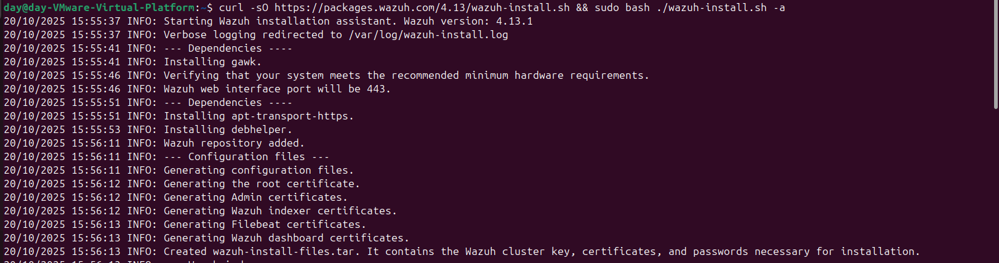 day@day-VMware-Virtual-Platform:~$ curl -sO https://packages.wazuh.com/4.13/wazuh-install.sh && sudo bash ./wazuh-install.sh -a
20/10/2025 15:55:37 INFO: Starting Wazuh installation assistant. Wazuh version: 4.13.1
20/10/2025 15:55:37 INFO: Verbose logging redirected to /var/log/wazuh-install.log
20/10/2025 15:55:41 INFO: --- Dependencies ----
20/10/2025 15:55:41 INFO: Installing gawk.
20/10/2025 15:55:46 INFO: Verifying that your system meets the recommended minimum hardware requirements.
20/10/2025 15:55:46 INFO: Wazuh web interface port will be 443.
20/10/2025 15:55:51 INFO: --- Dependencies ----
20/10/2025 15:55:51 INFO: Installing apt-transport-https.
20/10/2025 15:55:53 INFO: Installing debhelper.
20/10/2025 15:56:11 INFO: Wazuh repository added.
20/10/2025 15:56:11 INFO: --- Configuration files ---
20/10/2025 15:56:11 INFO: Generating configuration files.
20/10/2025 15:56:12 INFO: Generating the root certificate.
20/10/2025 15:56:12 INFO: Generating Admin certificates.
20/10/2025 15:56:12 INFO: Generating Wazuh indexer certificates.
20/10/2025 15:56:13 INFO: Generating Filebeat certificates.
20/10/2025 15:56:13 INFO: Generating Wazuh dashboard certificates.
20/10/2025 15:56:13 INFO: Created wazuh-install-files.tar. It contains the Wazuh cluster key, certificates, and passwords necessary for installation.